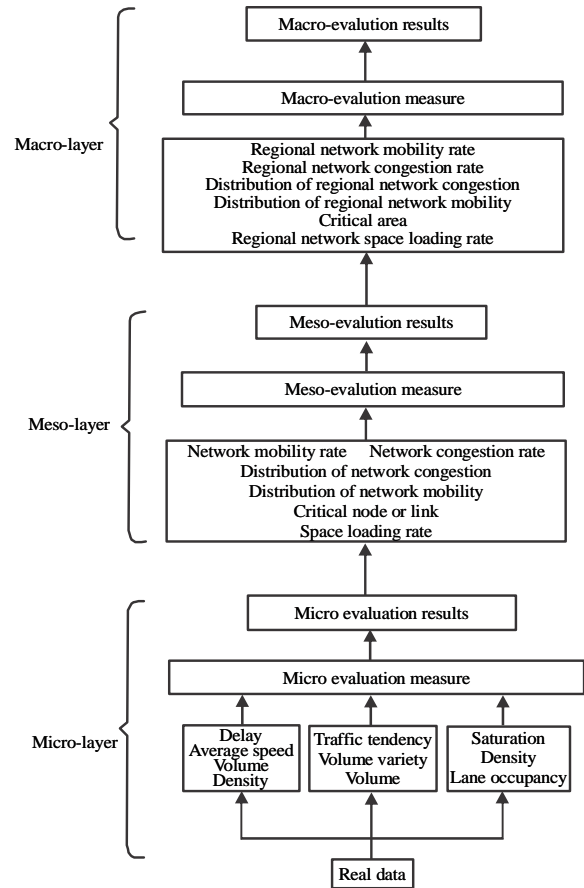 Macro-evalution results
Macro-evalution measure
Macro-layer
Regional network mobility rate
Regional network congestion rate
Distribution of regional network congestion
Distribution of regional network mobility
Critical area
Regional network space loading rate
Meso-evalution results
Meso-evalution measure
Meso-layer
Network mobility rate Network congestion rate
Distribution of network congestion
Distribution of network mobility
Critical node or link
Space loading rate
Micro evaluation results
Micro evaluation measure
Micro-layer
Delay
Average speed
Volume
Density
Traffic tendency
Volume variety
Volume
Saturation
Density
Lane occupancy
Real data